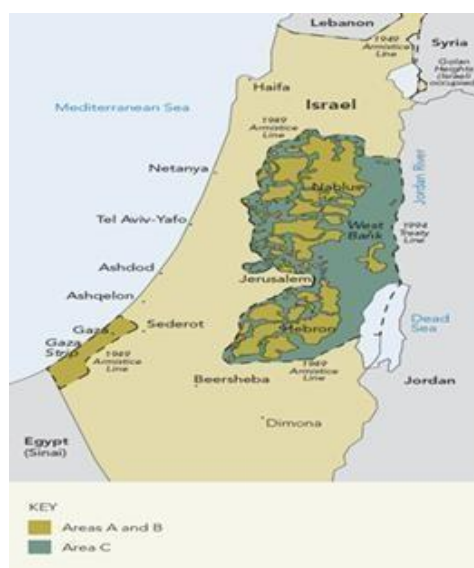 Lebanon
1949
Armistice
Line
Syria
Golan
Heights
(Israeli
occupied)
Haifa
Israel
Mediterranean Sea
1949
Armistice
Line
Netanya
Nablus
Jordan River
West
Bank
1994
Treaty
Line
Tel Aviv-Yafo
Ashdod
Jerusalem
Ashqelon
Gaza
Sederot
Gaza
Strip
1949
Armistice
Line
Hebron
Dead
Sea
1949
Armistice
Line
Beersheba
Jordan
Dimona
Egypt
(Sinai)
KEY
Areas A and B
Area C